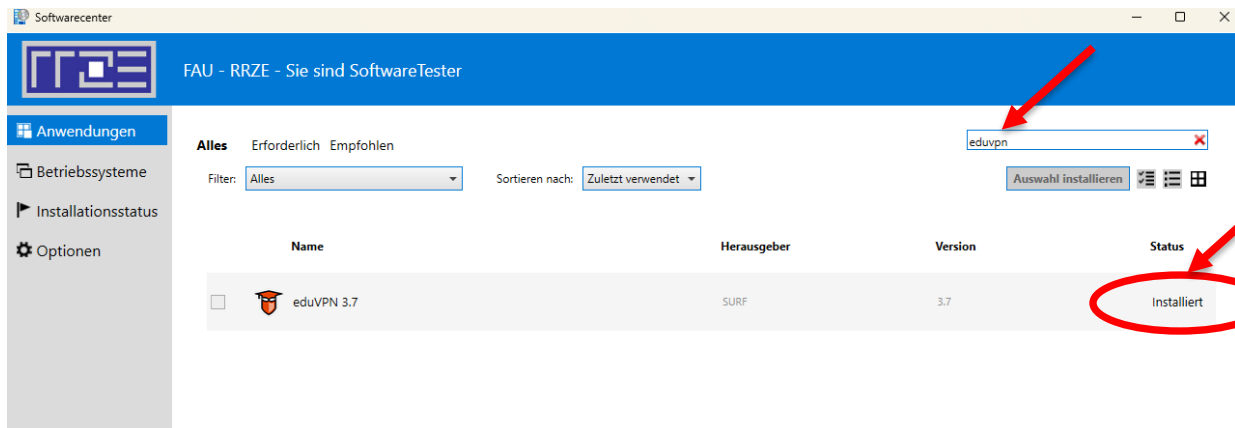 Softwarecenter
RRZE
FAU - RRZE - Sie sind SoftwareTester
Anwendungen
Betriebssysteme
Installationsstatus
Optionen
Alles Erforderlich Empfohlen
eduvpn
Filter: Alles Sortieren nach: Zuletzt verwendet
Auswahl installieren
Name Herausgeber Version Status
eduVPN 3.7 SURF 3.7 Installiert